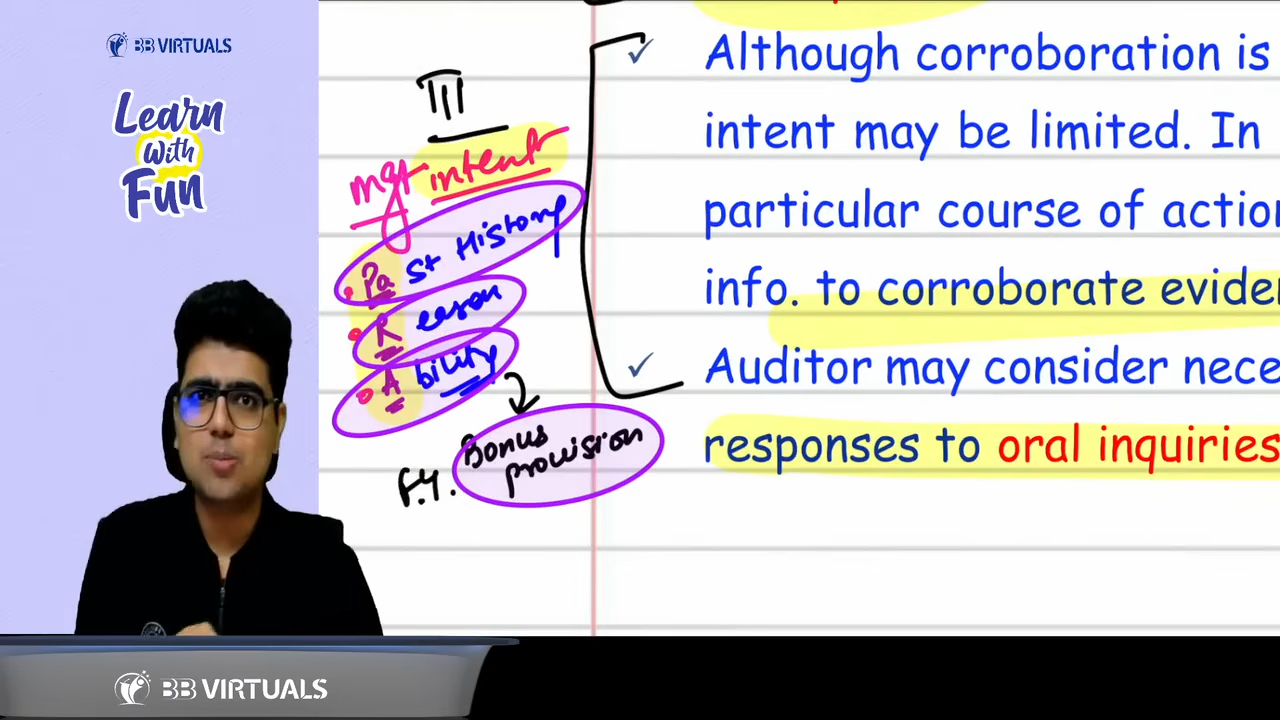 BB VIRTUALS
Learn
With
Fun
III
mgt intent
• Past History
• Reason
• Ability
Bonus
provision
F.Y.
✓ Although corroboration is
intent may be limited. In
particular course of action
info. to corroborate eviden
✓ Auditor may consider nece
responses to oral inquiries
BB VIRTUALS